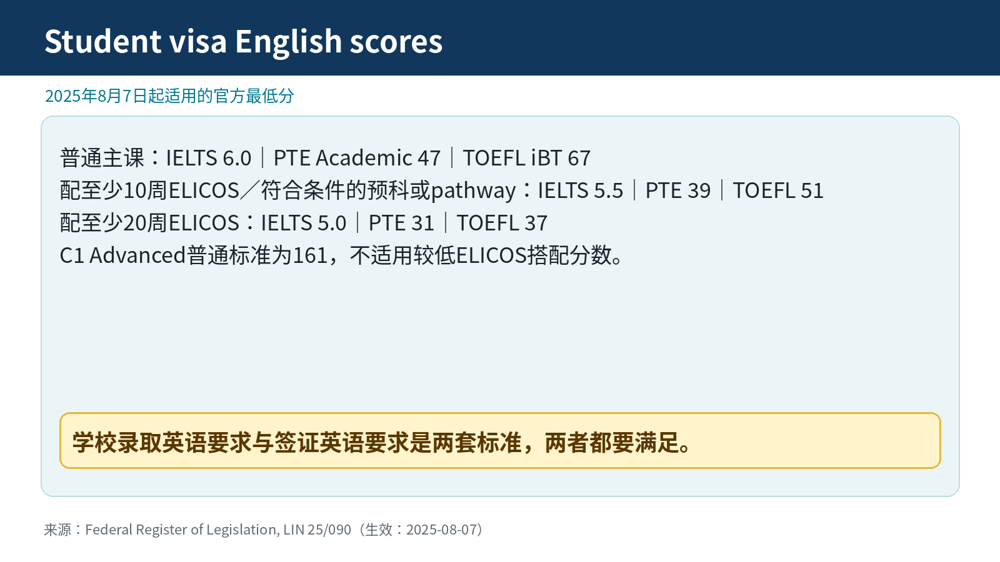 Student visa English scores
2025年8月7日起适用的官方最低分
普通主课：IELTS 6.0｜PTE Academic 47｜TOEFL iBT 67
配至少10周ELICOS／符合条件的预科或pathway：IELTS 5.5｜PTE 39｜TOEFL 51
配至少20周ELICOS：IELTS 5.0｜PTE 31｜TOEFL 37
C1 Advanced普通标准为161，不适用较低ELICOS搭配分数。
学校录取英语要求与签证英语要求是两套标准，两者都要满足。
来源：Federal Register of Legislation, LIN 25/090（生效：2025-08-07）